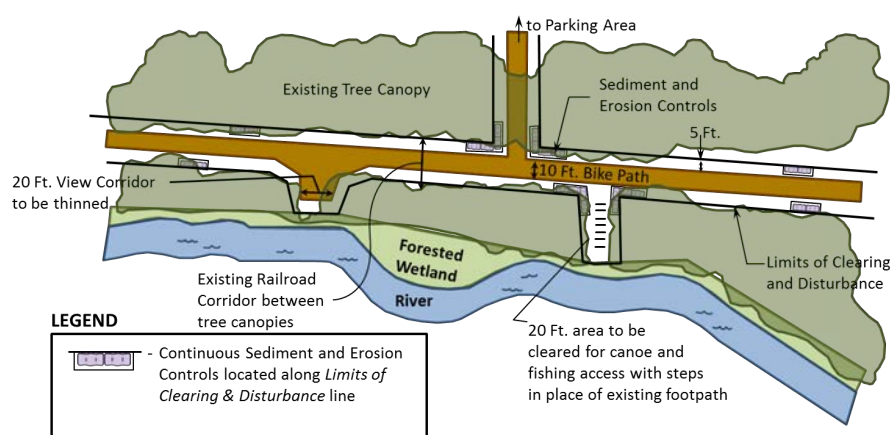 to Parking Area
Existing Tree Canopy
Sediment and
Erosion Controls
5 Ft.
10 Ft. Bike Path
20 Ft. View Corridor
to be thinned
Forested
Wetland
River
Existing Railroad
Corridor between
tree canopies
Limits of Clearing
and Disturbance
20 Ft. area to be
cleared for canoe and
fishing access with steps
in place of existing footpath
LEGEND
- Continuous Sediment and Erosion
Controls located along Limits of
Clearing & Disturbance line